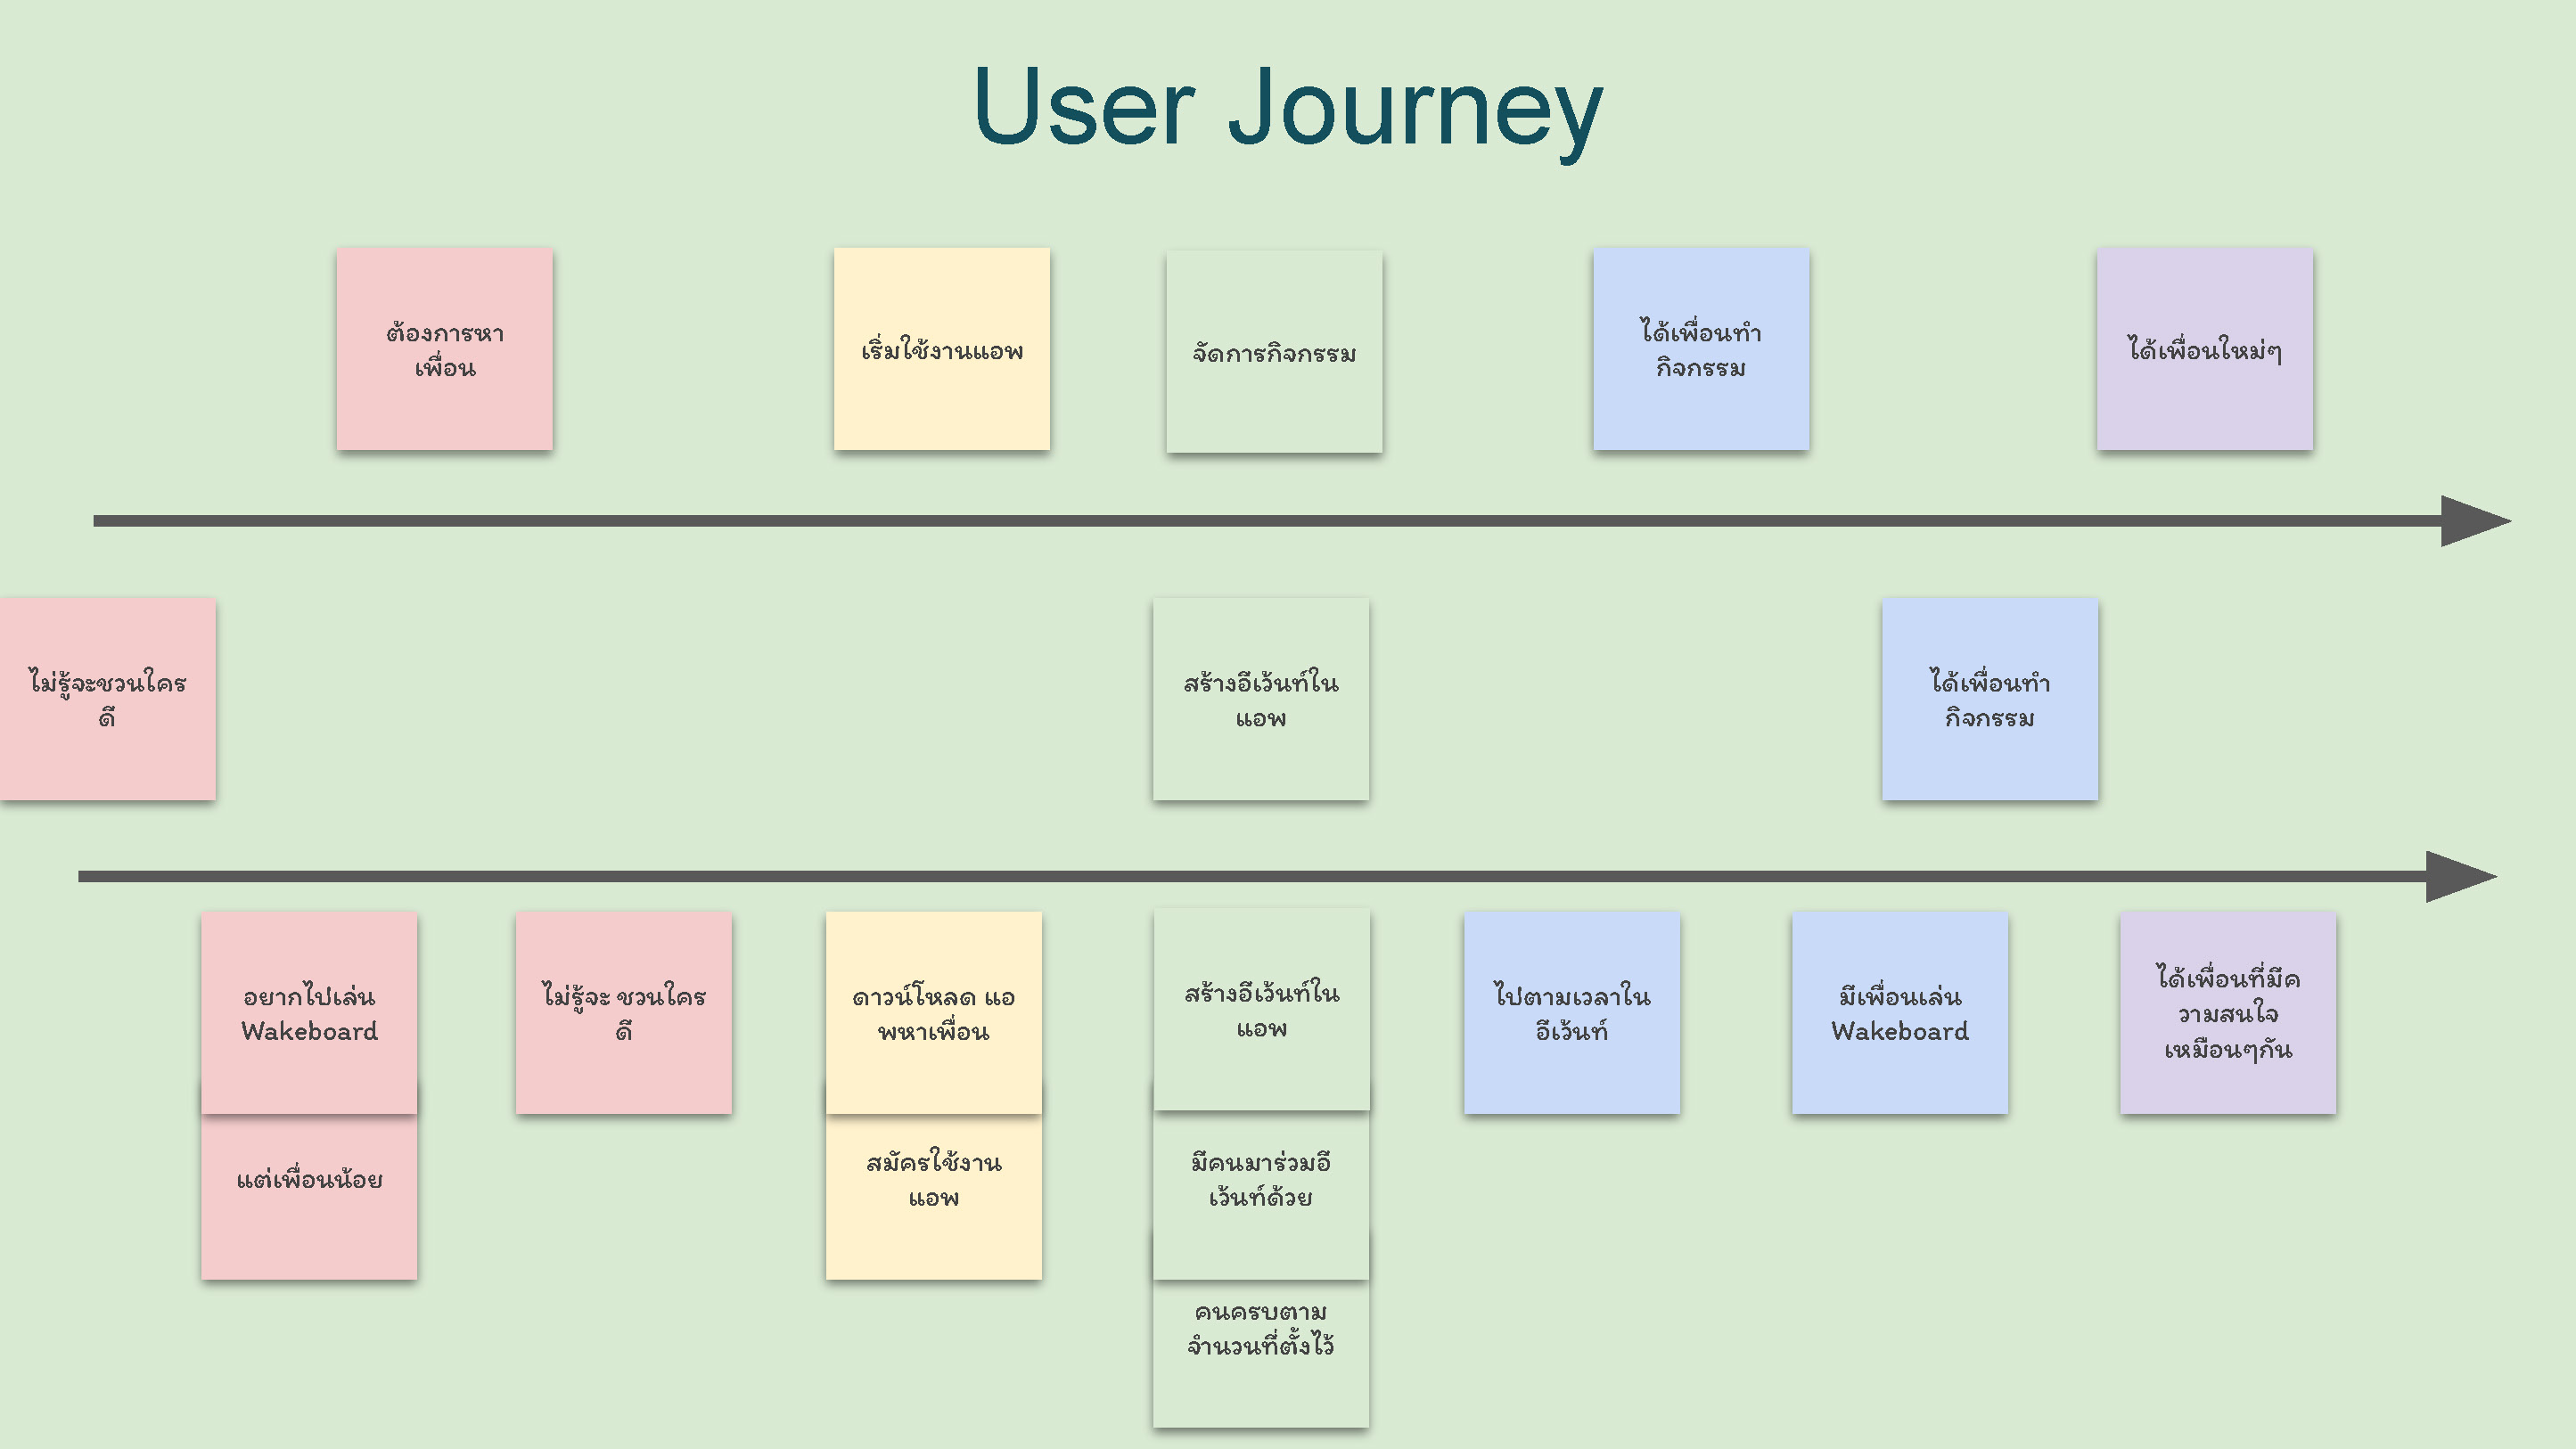 User Journey
ต้องการหา
เพื่อน
เริ่มใช้งานแอพ
จัดการกิจกรรม
ได้เพื่อนทำ
กิจกรรม
ได้เพื่อนใหม่ๆ
ไม่รู้จะชวนใคร
ดี
สร้างอีเว้นท์ใน
แอพ
ได้เพื่อนทำ
กิจกรรม
อยากไปเล่น
Wakeboard
แต่เพื่อนน้อย
ไม่รู้จะ ชวนใคร
ดี
ดาวน์โหลด แอ
พหาเพื่อน
สมัครใช้งาน
แอพ
สร้างอีเว้นท์ใน
แอพ
มีคนมาร่วมอี
เว้นท์ด้วย
คนครบตาม
จำนวนที่ตั้งไว้
ไปตามเวลาใน
อีเว้นท์
มีเพื่อนเล่น
Wakeboard
ได้เพื่อนที่มีค
วามสนใจ
เหมือนๆกัน